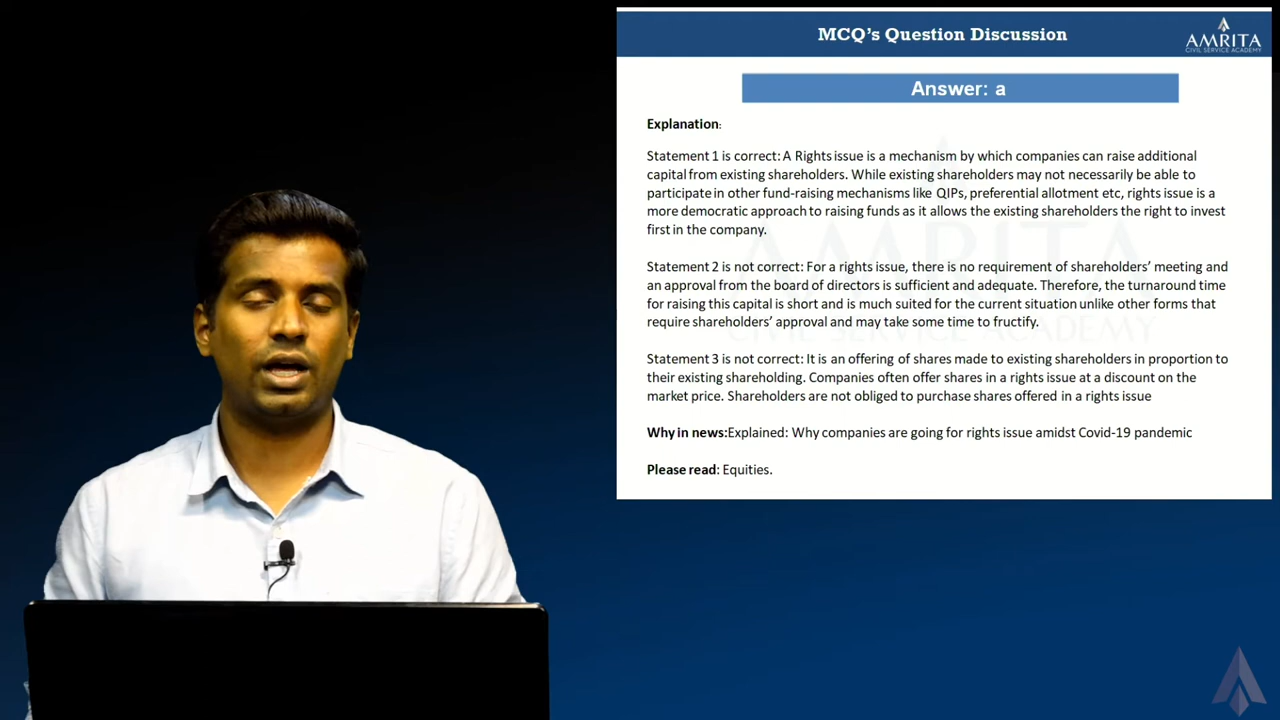 MCQ's Question Discussion
AMRITA
CIVIL SERVICE ACADEMY
Answer: a
Explanation:
Statement 1 is correct: A Rights issue is a mechanism by which companies can raise additional
capital from existing shareholders. While existing shareholders may not necessarily be able to
participate in other fund-raising mechanisms like QIPs, preferential allotment etc, rights issue is a
more democratic approach to raising funds as it allows the existing shareholders the right to invest
first in the company.
Statement 2 is not correct: For a rights issue, there is no requirement of shareholders' meeting and
an approval from the board of directors is sufficient and adequate. Therefore, the turnaround time
for raising this capital is short and is much suited for the current situation unlike other forms that
require shareholders' approval and may take some time to fructify.
Statement 3 is not correct: It is an offering of shares made to existing shareholders in proportion to
their existing shareholding. Companies often offer shares in a rights issue at a discount on the
market price. Shareholders are not obliged to purchase shares offered in a rights issue
Why in news:Explained: Why companies are going for rights issue amidst Covid-19 pandemic
Please read: Equities.
AMRITA
CIVIL SERVICE ACADEMY